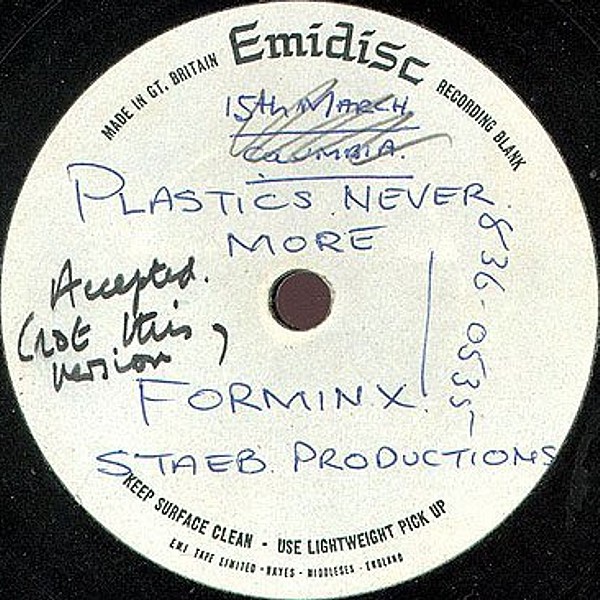 Emidisc
MADE IN GT. BRITAIN
RECORDING BLANK
15th MARCH
COLUMBIA.
PLASTICS NEVER
MORE
836-0535
Accepted.
(not this
version)
FORMINX.
STAEB PRODUCTIONS
KEEP SURFACE CLEAN - USE LIGHTWEIGHT PICK UP
E.M.I TAPE LIMITED · HAYES · MIDDLESEX · ENGLAND